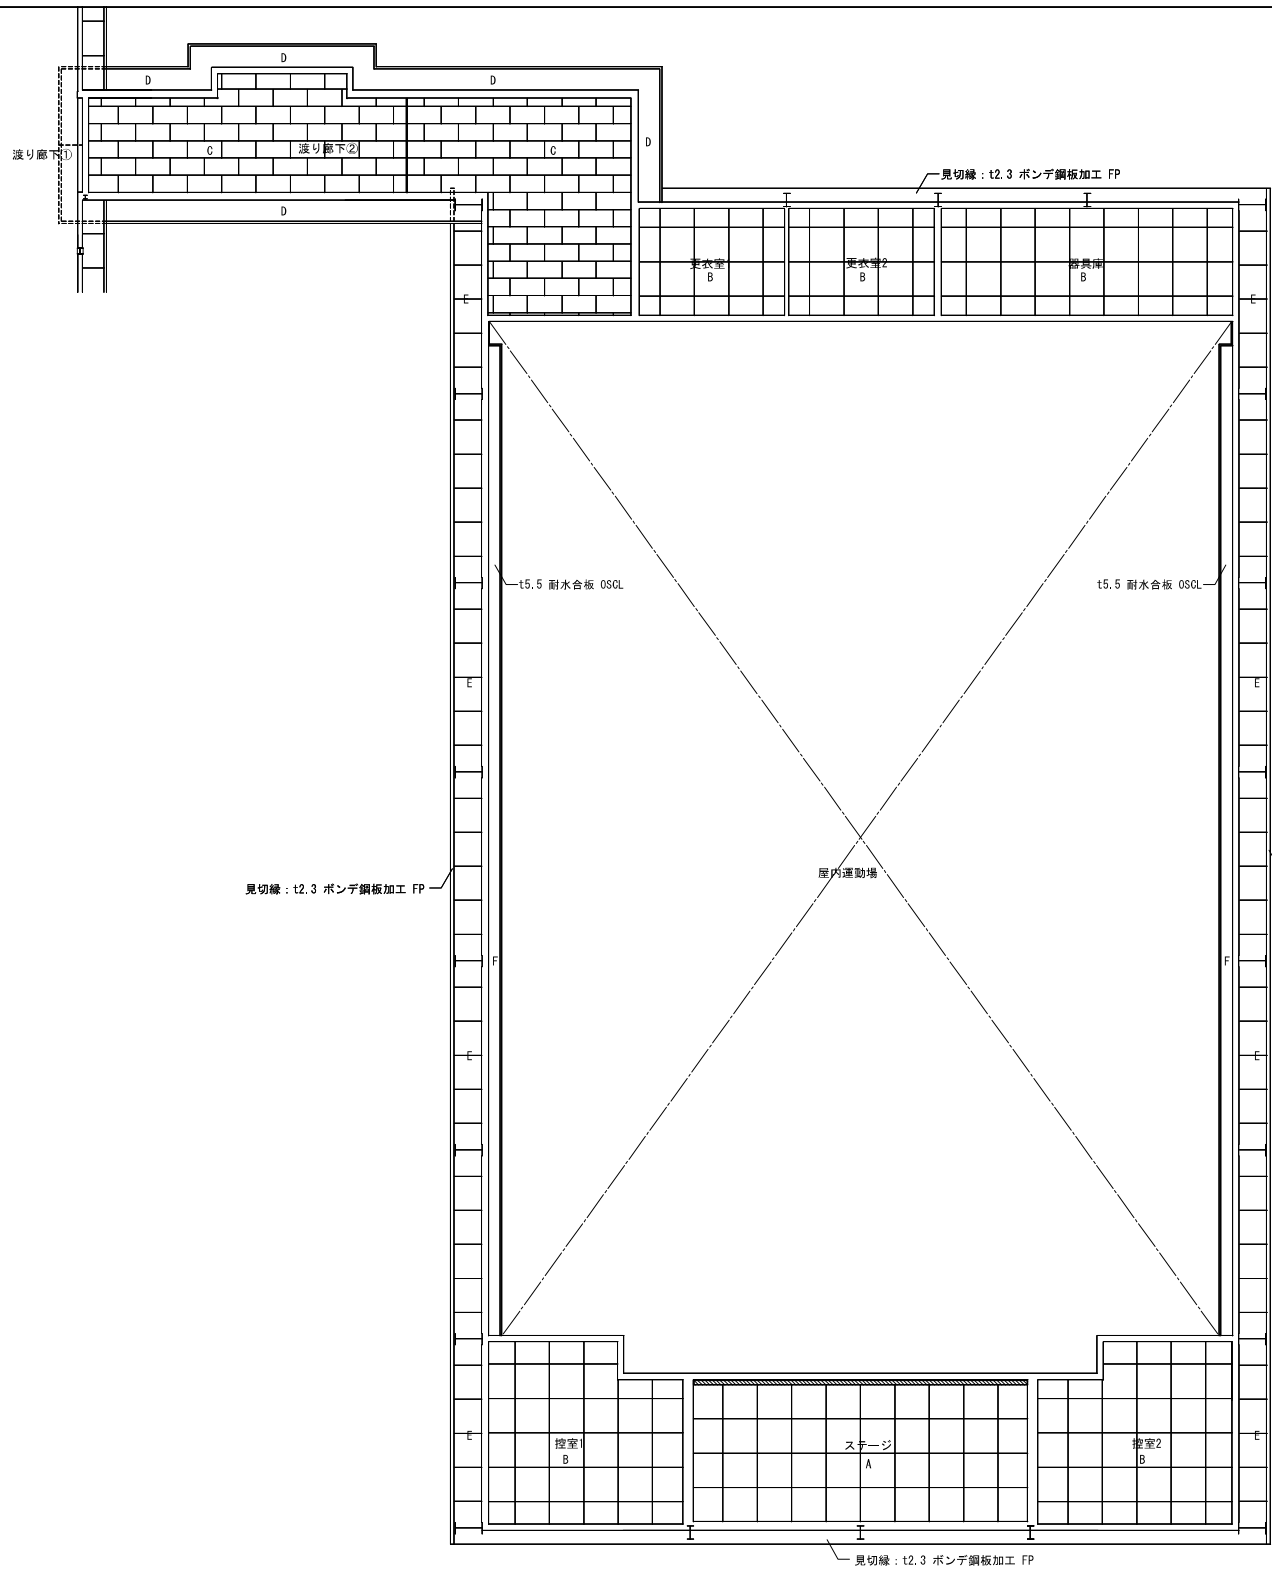 D
D
D
D
渡り廊下①
C
渡り廊下②
C
見切縁：t2.3 ボンデ鋼板加工 FP
D
更衣室1
B
更衣室2
B
器具庫
B
E
E
t5.5 耐水合板 OSCL
t5.5 耐水合板 OSCL
E
E
屋内運動場
見切縁：t2.3 ボンデ鋼板加工 FP
F
F
E
E
E
E
控室1
B
ステージ
A
控室2
B
見切縁：t2.3 ボンデ鋼板加工 FP